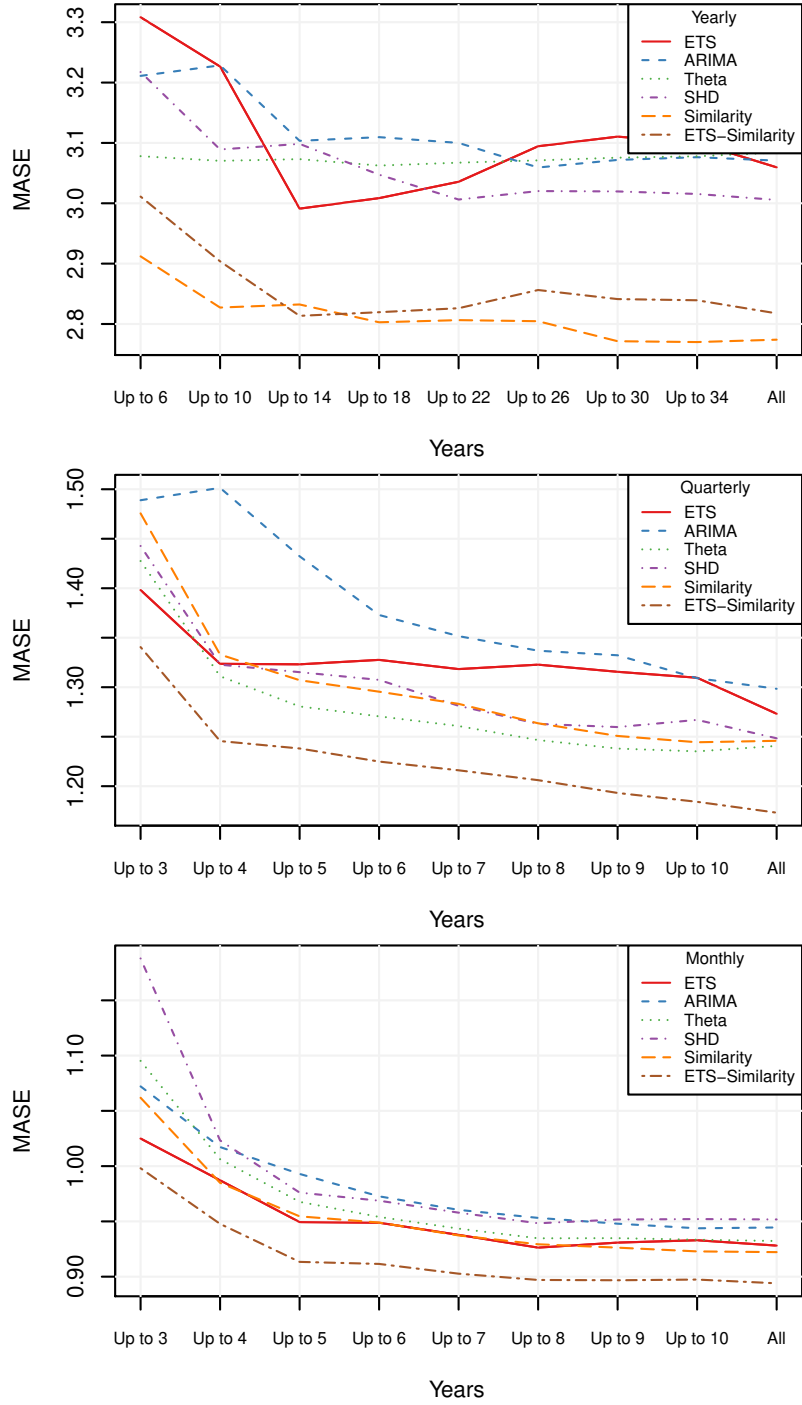 3.3
3.2
3.1
3.0
2.9
2.8
MASE
Yearly
ETS
ARIMA
Theta
SHD
Similarity
ETS−Similarity
Up to 6 Up to 10 Up to 14 Up to 18 Up to 22 Up to 26 Up to 30 Up to 34 All
Years
1.50
1.40
1.30
1.20
MASE
Quarterly
ETS
ARIMA
Theta
SHD
Similarity
ETS−Similarity
Up to 3 Up to 4 Up to 5 Up to 6 Up to 7 Up to 8 Up to 9 Up to 10 All
Years
1.10
1.00
0.90
MASE
Monthly
ETS
ARIMA
Theta
SHD
Similarity
ETS−Similarity
Up to 3 Up to 4 Up to 5 Up to 6 Up to 7 Up to 8 Up to 9 Up to 10 All
Years